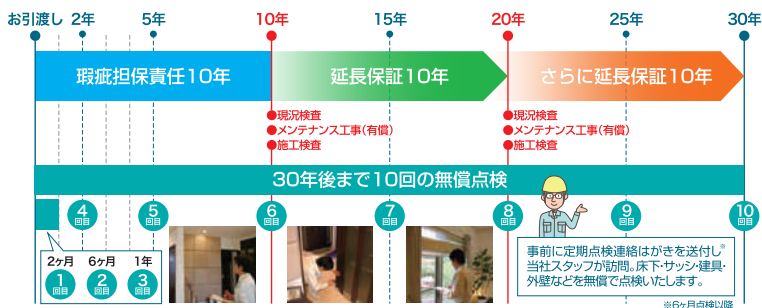 お引渡し 2年 5年 10年 15年 20年 25年 30年
瑕疵担保責任10年 延長保証10年 さらに延長保証10年
現況検査
メンテナンス工事(有償)
施工検査
現況検査
メンテナンス工事(有償)
施工検査
30年後まで10回の無償点検
4回目 5回目 6回目 7回目 8回目 9回目 10回目
2ヶ月 6ヶ月 1年
1回目 2回目 3回目
事前に定期点検連絡はがきを送付し※
当社スタッフが訪問。床下・サッシ・建具・
外壁などを無償で点検いたします。
※6ヶ月点検以降